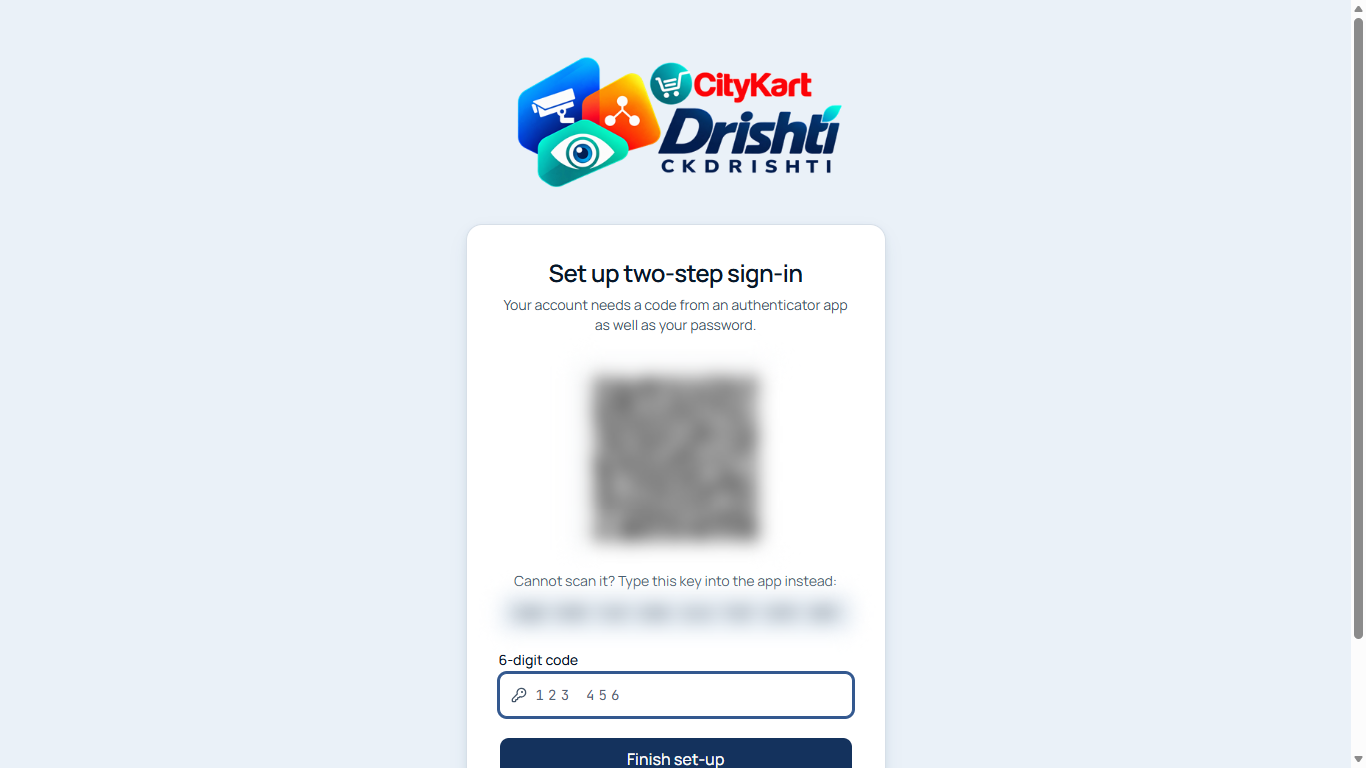 CityKart
Drishti
CKDRISHTI
Set up two-step sign-in
Your account needs a code from an authenticator app
as well as your password.
Cannot scan it? Type this key into the app instead:
6-digit code
123 456
Finish set-up